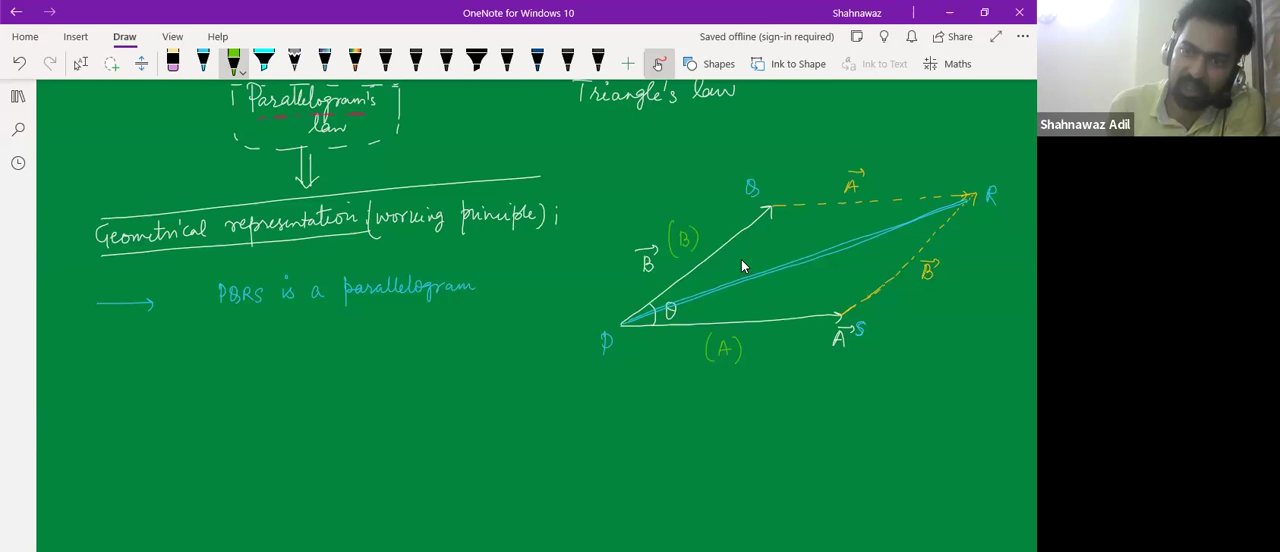 OneNote for Windows 10
Shahnawaz
Home Insert Draw View Help
Saved offline (sign-in required) Share
Shapes Ink to Shape Ink to Text Maths
Shahnawaz Adil
Parallelogram's
law
Triangle's law
Geometrical representation (working principle) ;
PQRS is a parallelogram
Q A R
B (B)
B
θ
P A S
(A)